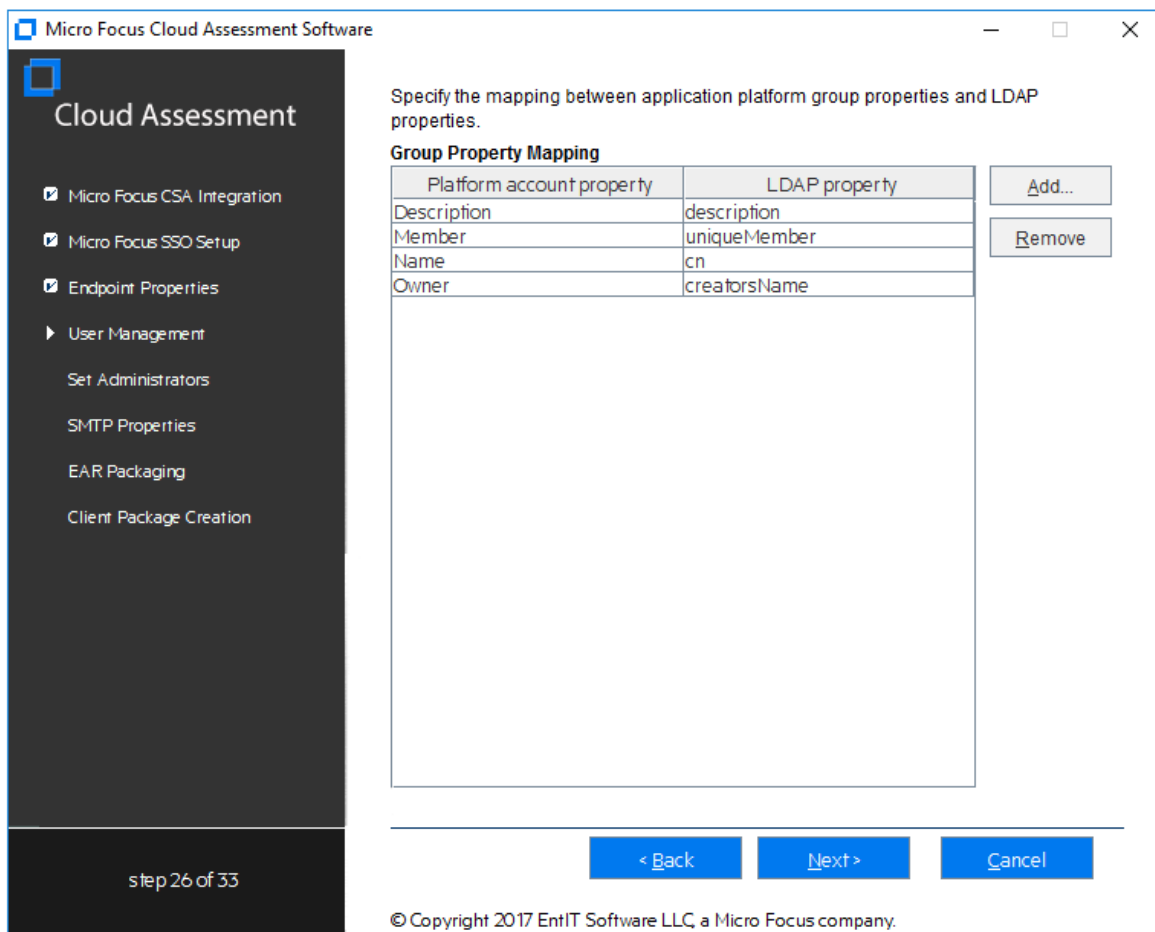 Micro Focus Cloud Assessment Software
Cloud Assessment
Micro Focus CSA Integration
Micro Focus SSO Setup
Endpoint Properties
User Management
Set Administrators
SMTP Properties
EAR Packaging
Client Package Creation
step 26 of 33
Specify the mapping between application platform group properties and LDAP
properties.
Group Property Mapping
Platform account property LDAP property
Description description
Member uniqueMember
Name cn
Owner creatorsName
Add...
Remove
< Back Next > Cancel
© Copyright 2017 EntIT Software LLC, a Micro Focus company.